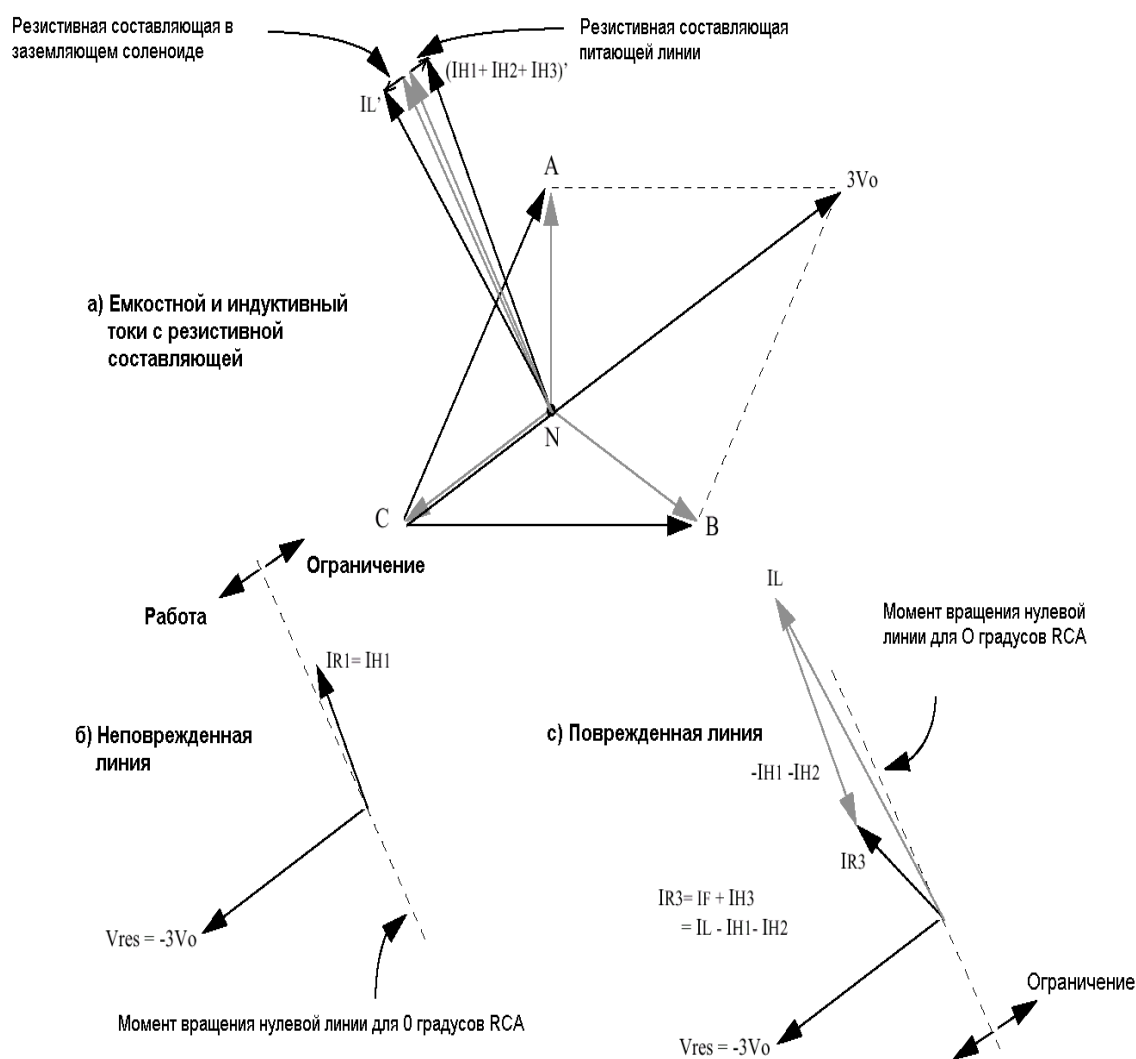 Резистивная составляющая в
заземляющем соленоиде
Резистивная составляющая
питающей линии
(IH1+ IH2+ IH3)’
IL’
A
3Vo
а) Емкостной и индуктивный
токи с резистивной
составляющей
N
C
B
Ограничение
Работа
IR1= IH1
б) Неповрежденная
линия
Vres = -3Vo
Момент вращения нулевой линии для 0 градусов RCA
IL
Момент вращения нулевой
линии для О градусов RCA
с) Поврежденная линия
-IH1 -IH2
IR3
IR3= IF + IH3
= IL - IH1- IH2
Ограничение
Vres = -3Vo